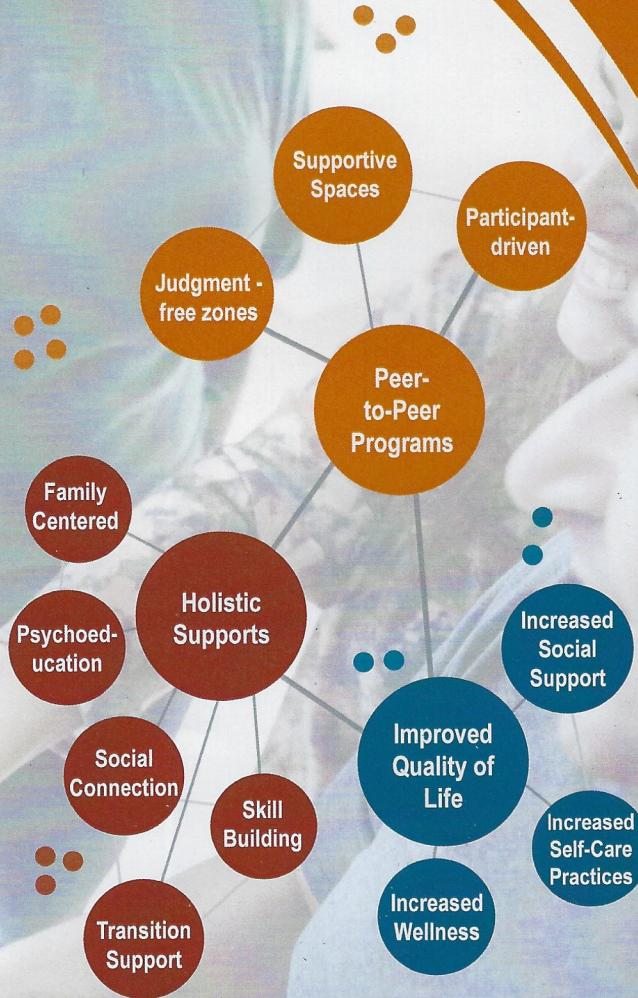 Supportive
Spaces
Participant-
driven
Judgment -
free zones
Peer-
to-Peer
Programs
Family
Centered
Holistic
Supports
Psychoed-
ucation
Increased
Social
Support
Improved
Quality of
Life
Social
Connection
Skill
Building
Increased
Self-Care
Practices
Increased
Wellness
Transition
Support